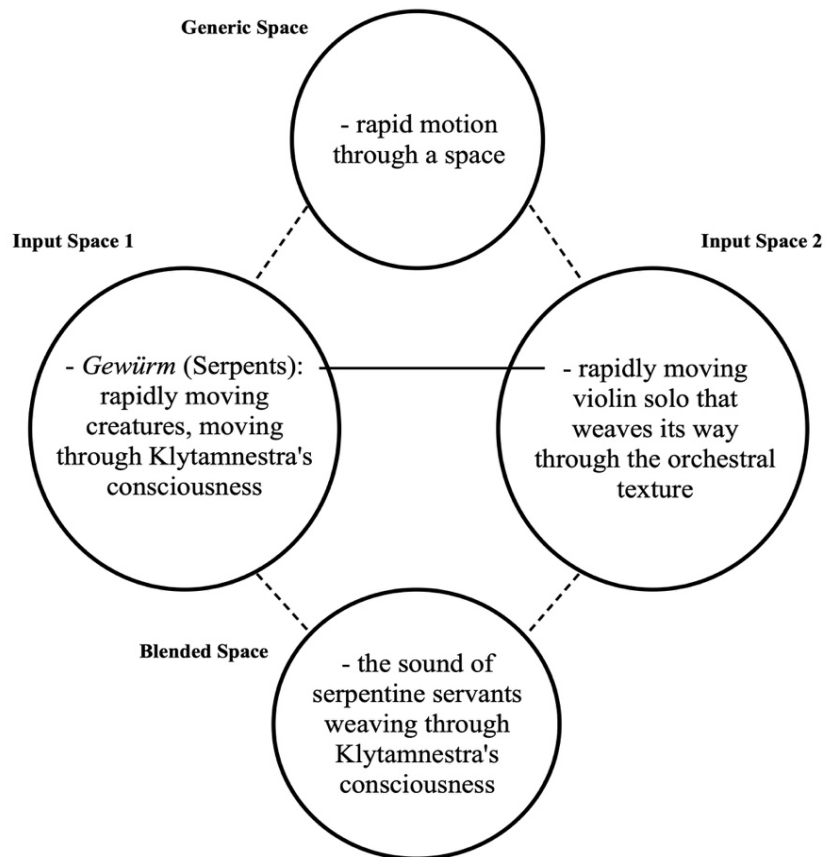 Generic Space
- rapid motion
through a space
Input Space 1
Input Space 2
- Gewürm (Serpents):
rapidly moving
creatures, moving
through Klytamnestra's
consciousness
- rapidly moving
violin solo that
weaves its way
through the orchestral
texture
Blended Space
- the sound of
serpentine servants
weaving through
Klytamnestra's
consciousness